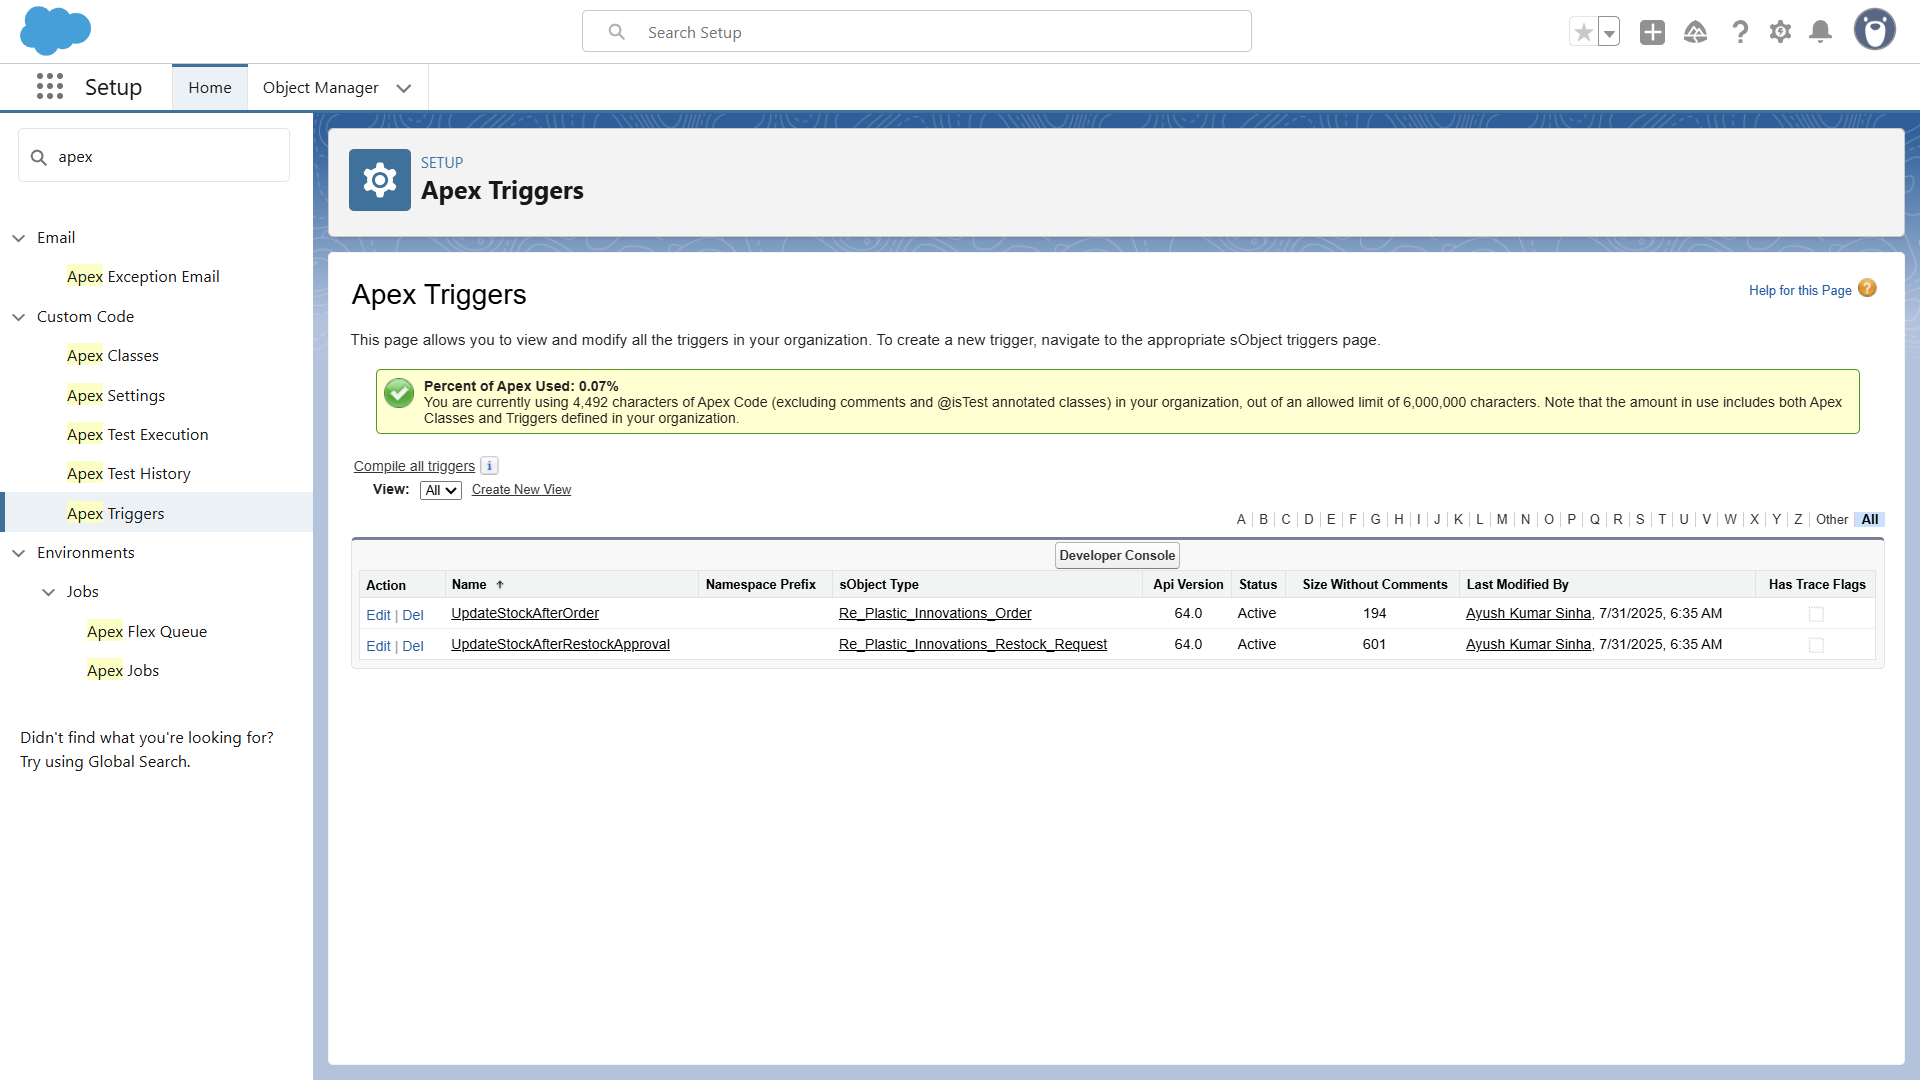 Search Setup
Setup
Home
Object Manager
apex
Email
Apex Exception Email
Custom Code
Apex Classes
Apex Settings
Apex Test Execution
Apex Test History
Apex Triggers
Environments
Jobs
Apex Flex Queue
Apex Jobs
Didn't find what you're looking for?
Try using Global Search.
SETUP
Apex Triggers
Apex Triggers
Help for this Page ?
This page allows you to view and modify all the triggers in your organization. To create a new trigger, navigate to the appropriate sObject triggers page.
Percent of Apex Used: 0.07%
You are currently using 4,492 characters of Apex Code (excluding comments and @isTest annotated classes) in your organization, out of an allowed limit of 6,000,000 characters. Note that the amount in use includes both Apex
Classes and Triggers defined in your organization.
Compile all triggers i
View: All Create New View
A | B | C | D | E | F | G | H | I | J | K | L | M | N | O | P | Q | R | S | T | U | V | W | X | Y | Z | Other | All
Developer Console
Action Name Namespace Prefix sObject Type Api Version Status Size Without Comments Last Modified By Has Trace Flags
Edit | Del UpdateStockAfterOrder Re_Plastic_Innovations_Order 64.0 Active 194 Ayush Kumar Sinha, 7/31/2025, 6:35 AM
Edit | Del UpdateStockAfterRestockApproval Re_Plastic_Innovations_Restock_Request 64.0 Active 601 Ayush Kumar Sinha, 7/31/2025, 6:35 AM